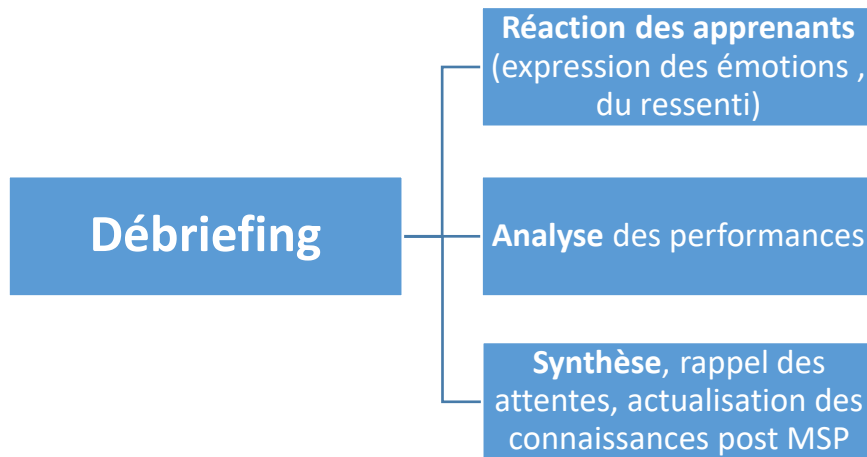 Débriefing
Réaction des apprenants
(expression des émotions ,
du ressenti)
Analyse des performances
Synthèse, rappel des
attentes, actualisation des
connaissances post MSP